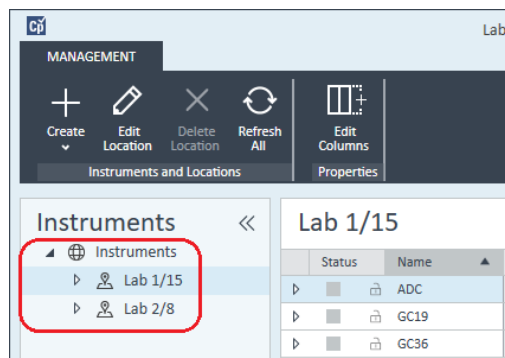 Cp
Lab
MANAGEMENT
Create
Edit
Location
Delete
Location
Refresh
All
Edit
Columns
Instruments and Locations
Properties
Instruments
Instruments
Lab 1/15
Lab 2/8
Lab 1/15
Status
Name
ADC
GC19
GC36